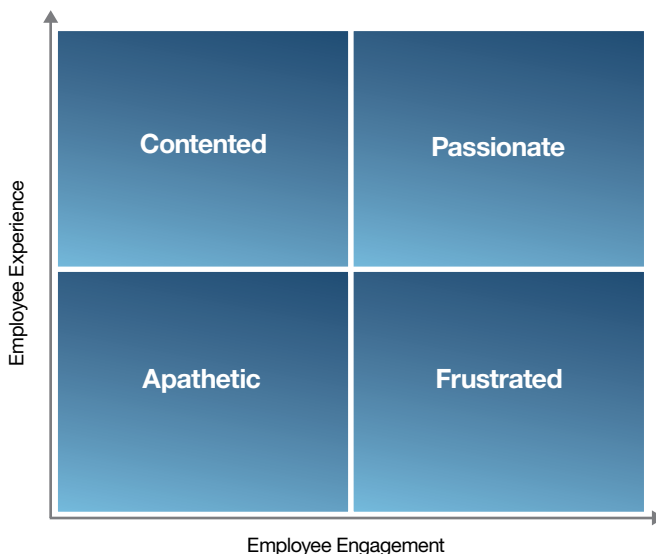 Contented
Passionate
Employee Experience
Apathetic
Frustrated
Employee Engagement